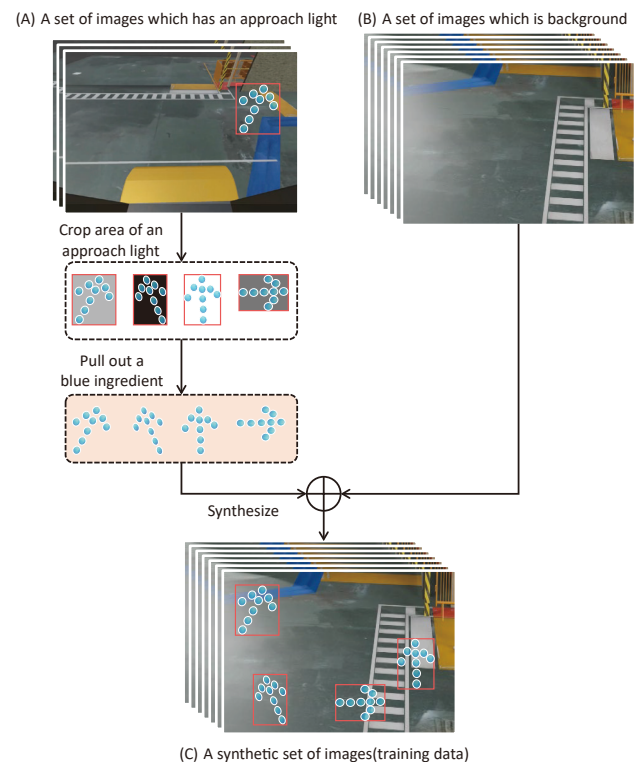 (A) A set of images which has an approach light
(B) A set of images which is background
Crop area of an
approach light
Pull out a
blue ingredient
Synthesize
(C) A synthetic set of images(training data)